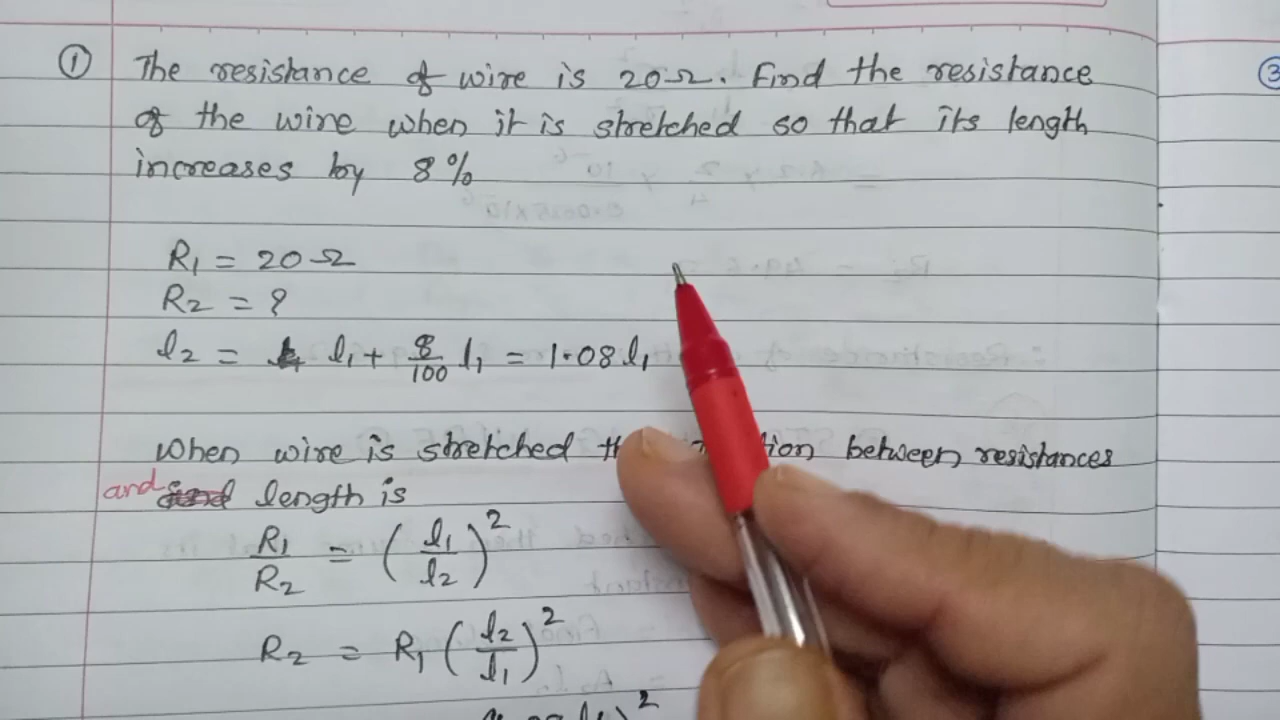 ① The resistance of wire is 20Ω. Find the resistance
③
of the wire when it is stretched so that its length
increases by 8%
R₁ = 20Ω
R₂ = ?
l₂ = l₁ + 8/100 l₁ = 1.08 l₁
When wire is stretched between resistances
and length is
R₁/R₂ = (l₁/l₂)²
R₂ = R₁ (l₂/l₁)²